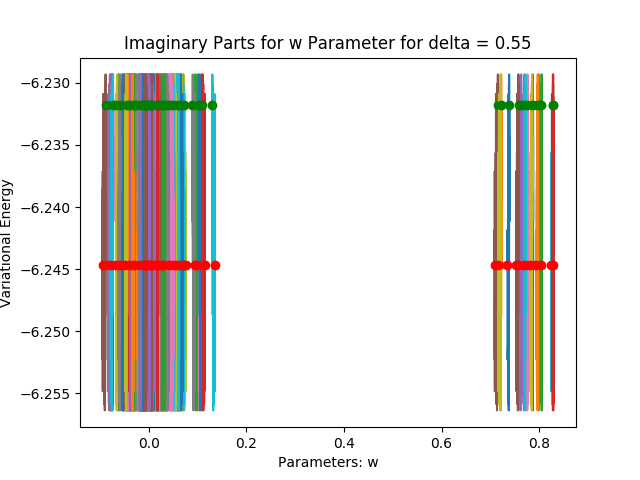 Imaginary Parts for w Parameter for delta = 0.55
Variational Energy
−6.230
−6.235
−6.240
−6.245
−6.250
−6.255
0.0 0.2 0.4 0.6 0.8
Parameters: w